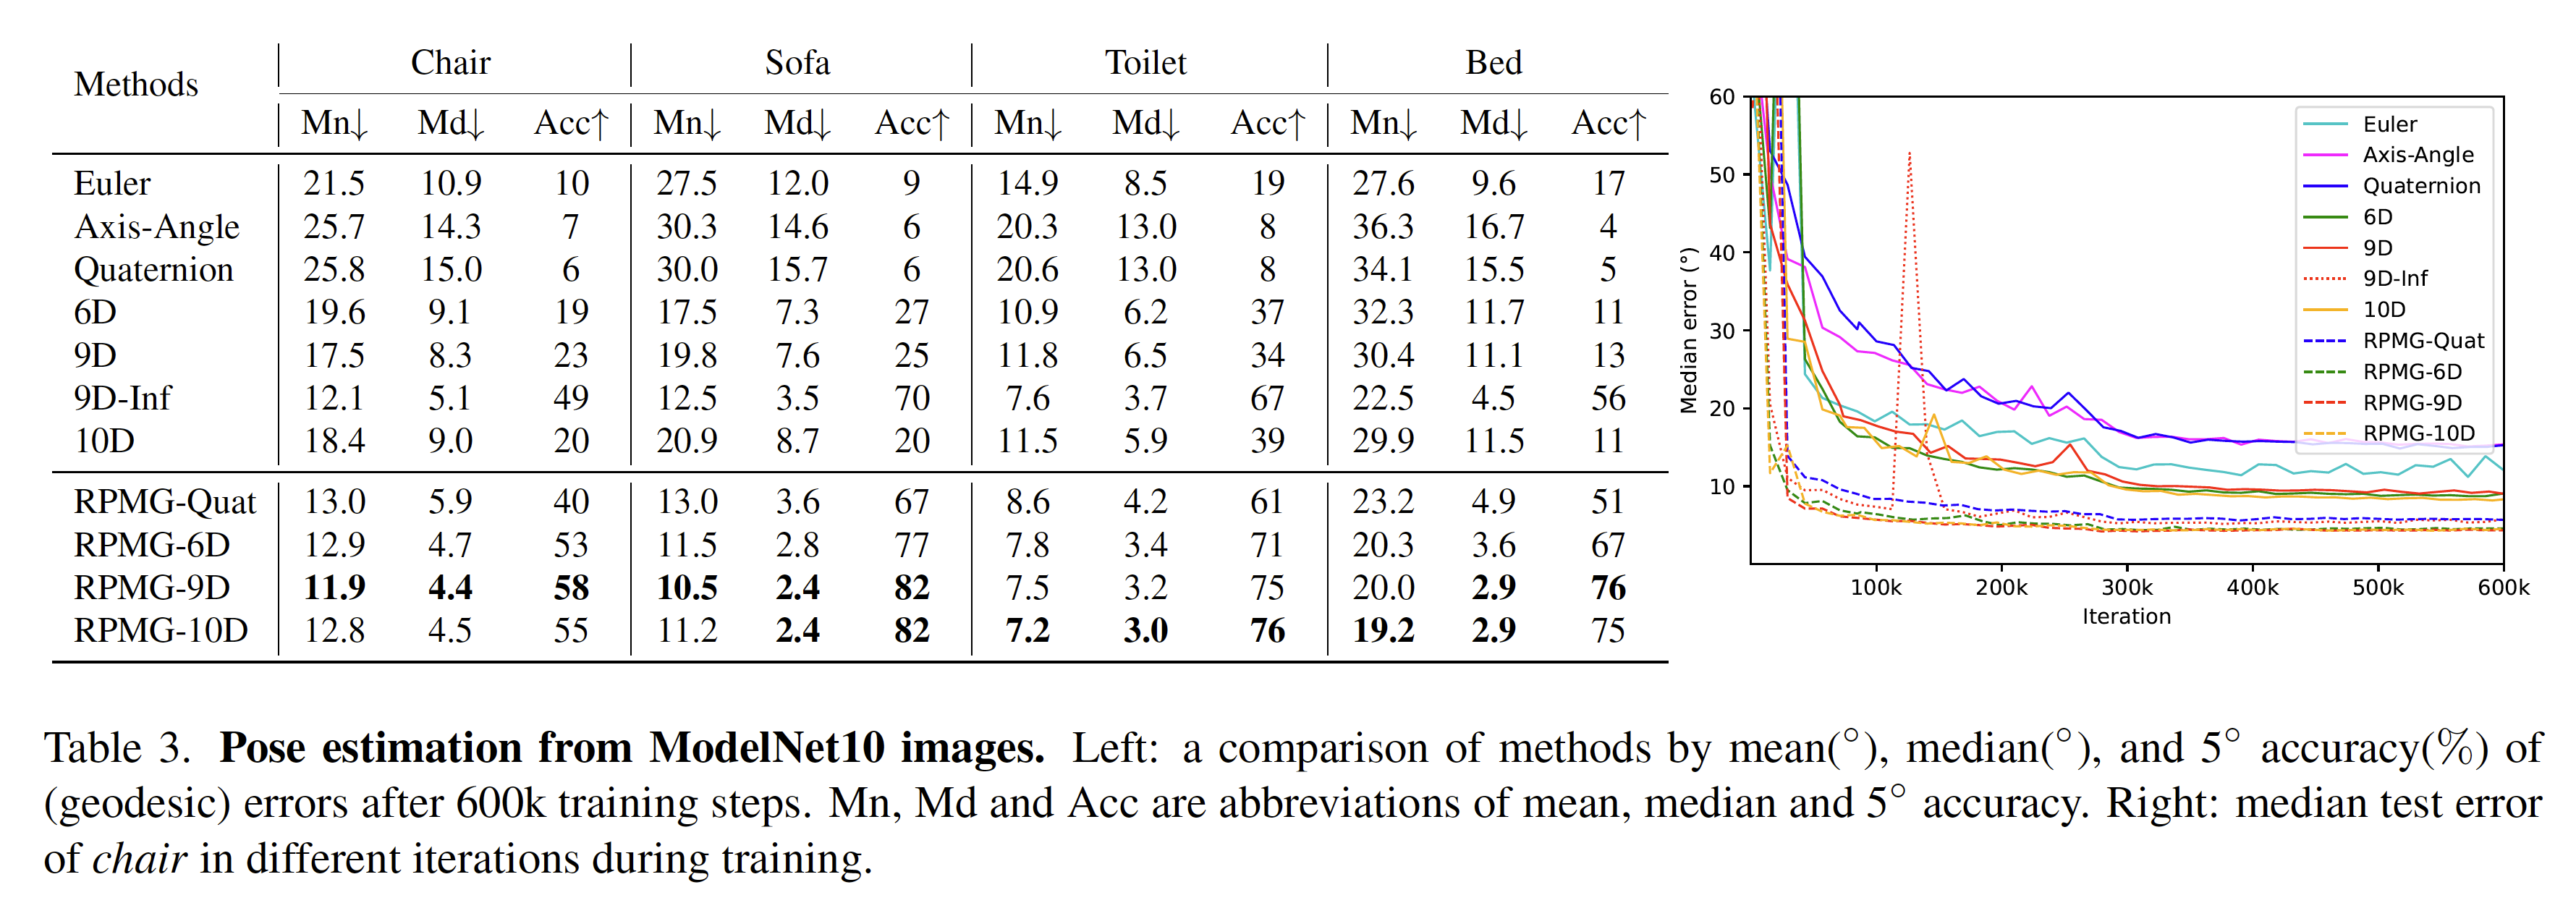 Methods Chair Sofa Toilet Bed
Mn↓ Md↓ Acc↑ Mn↓ Md↓ Acc↑ Mn↓ Md↓ Acc↑ Mn↓ Md↓ Acc↑
Euler 21.5 10.9 10 27.5 12.0 9 14.9 8.5 19 27.6 9.6 17
Axis-Angle 25.7 14.3 7 30.3 14.6 6 20.3 13.0 8 36.3 16.7 4
Quaternion 25.8 15.0 6 30.0 15.7 6 20.6 13.0 8 34.1 15.5 5
6D 19.6 9.1 19 17.5 7.3 27 10.9 6.2 37 32.3 11.7 11
9D 17.5 8.3 23 19.8 7.6 25 11.8 6.5 34 30.4 11.1 13
9D-Inf 12.1 5.1 49 12.5 3.5 70 7.6 3.7 67 22.5 4.5 56
10D 18.4 9.0 20 20.9 8.7 20 11.5 5.9 39 29.9 11.5 11
RPMG-Quat 13.0 5.9 40 13.0 3.6 67 8.6 4.2 61 23.2 4.9 51
RPMG-6D 12.9 4.7 53 11.5 2.8 77 7.8 3.4 71 20.3 3.6 67
RPMG-9D 11.9 4.4 58 10.5 2.4 82 7.5 3.2 75 20.0 2.9 76
RPMG-10D 12.8 4.5 55 11.2 2.4 82 7.2 3.0 76 19.2 2.9 75
Median error (°)
60
50
40
30
20
10
100k 200k 300k 400k 500k 600k
Iteration
Euler
Axis-Angle
Quaternion
6D
9D
9D-Inf
10D
RPMG-Quat
RPMG-6D
RPMG-9D
RPMG-10D
Table 3. Pose estimation from ModelNet10 images. Left: a comparison of methods by mean(°), median(°), and 5° accuracy(%) of
(geodesic) errors after 600k training steps. Mn, Md and Acc are abbreviations of mean, median and 5° accuracy. Right: median test error
of chair in different iterations during training.